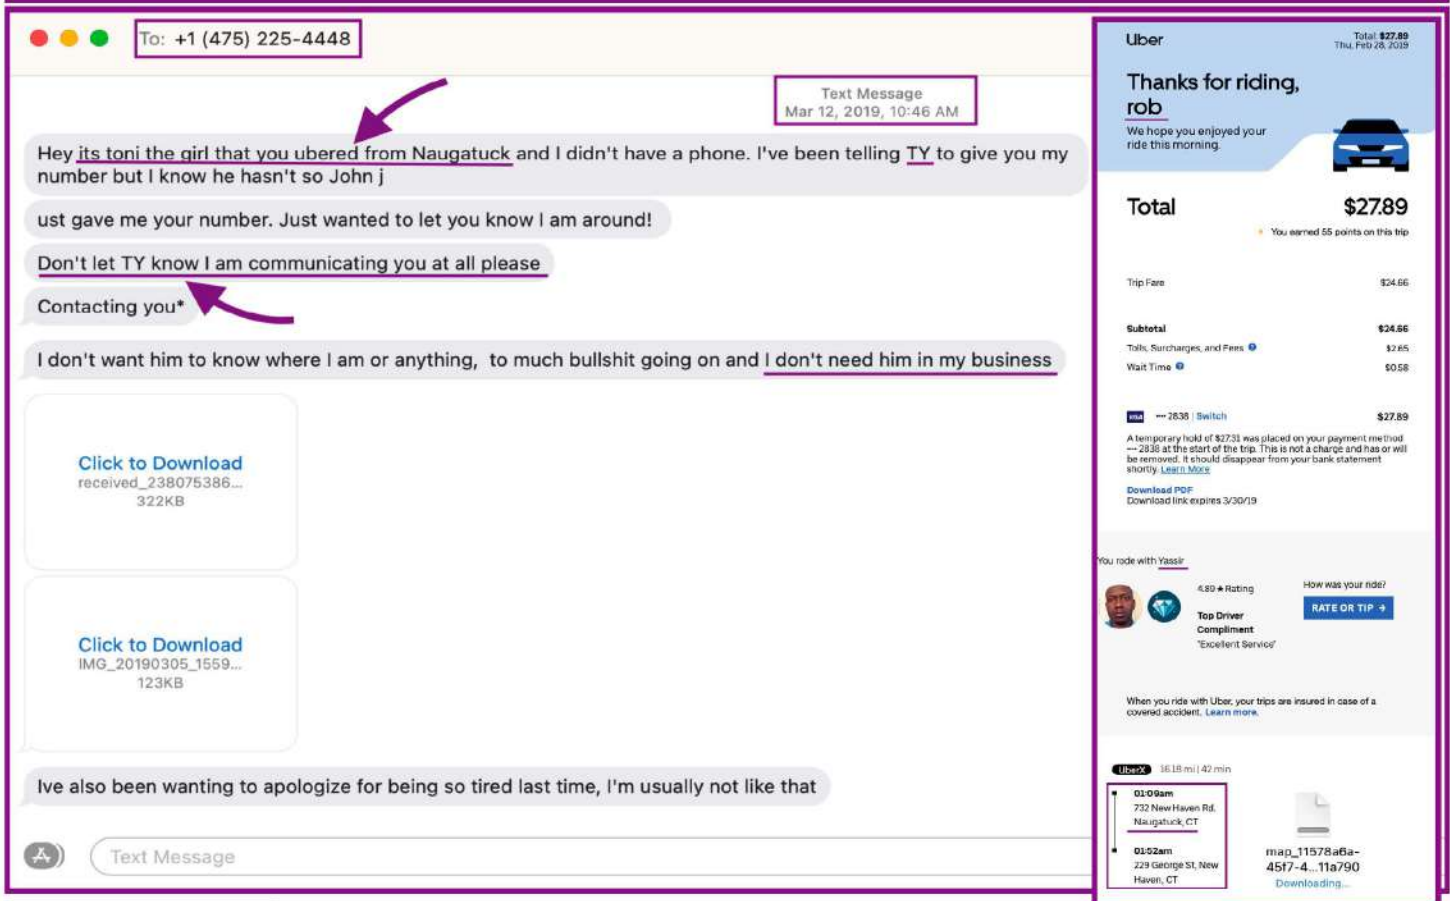 To: +1 (475) 225-4448
Text Message
Mar 12, 2019, 10:46 AM
Hey its toni the girl that you ubered from Naugatuck and I didn't have a phone. I've been telling TY to give you my
number but I know he hasn't so John j
ust gave me your number. Just wanted to let you know I am around!
Don't let TY know I am communicating you at all please
Contacting you*
I don't want him to know where I am or anything, to much bullshit going on and I don't need him in my business
Click to Download
received_238075386...
322KB
Click to Download
IMG_20190305_1559...
123KB
Ive also been wanting to apologize for being so tired last time, I'm usually not like that
Text Message
Uber
Total: $27.89
Thu, Feb 28, 2019
Thanks for riding,
rob
We hope you enjoyed your
ride this morning.
Total $27.89
You earned 55 points on this trip
Trip Fare $24.66
Subtotal $24.66
Tolls, Surcharges, and Fees ? $2.65
Wait Time ? $0.58
VISA •••• 2838 | Switch $27.89
A temporary hold of $27.31 was placed on your payment method
•••• 2838 at the start of the trip. This is not a charge and has or will
be removed. It should disappear from your bank statement
shortly. Learn More
Download PDF
Download link expires 3/30/19
You rode with Yassir
4.89 ★ Rating
Top Driver
Compliment
"Excellent Service"
How was your ride?
RATE OR TIP →
When you ride with Uber, your trips are insured in case of a
covered accident. Learn more.
UberX 16.18 mi | 42 min
01:09am
732 New Haven Rd,
Naugatuck, CT
01:52am
229 George St, New
Haven, CT
map_11578a6a-
45f7-4...11a790
Downloading...